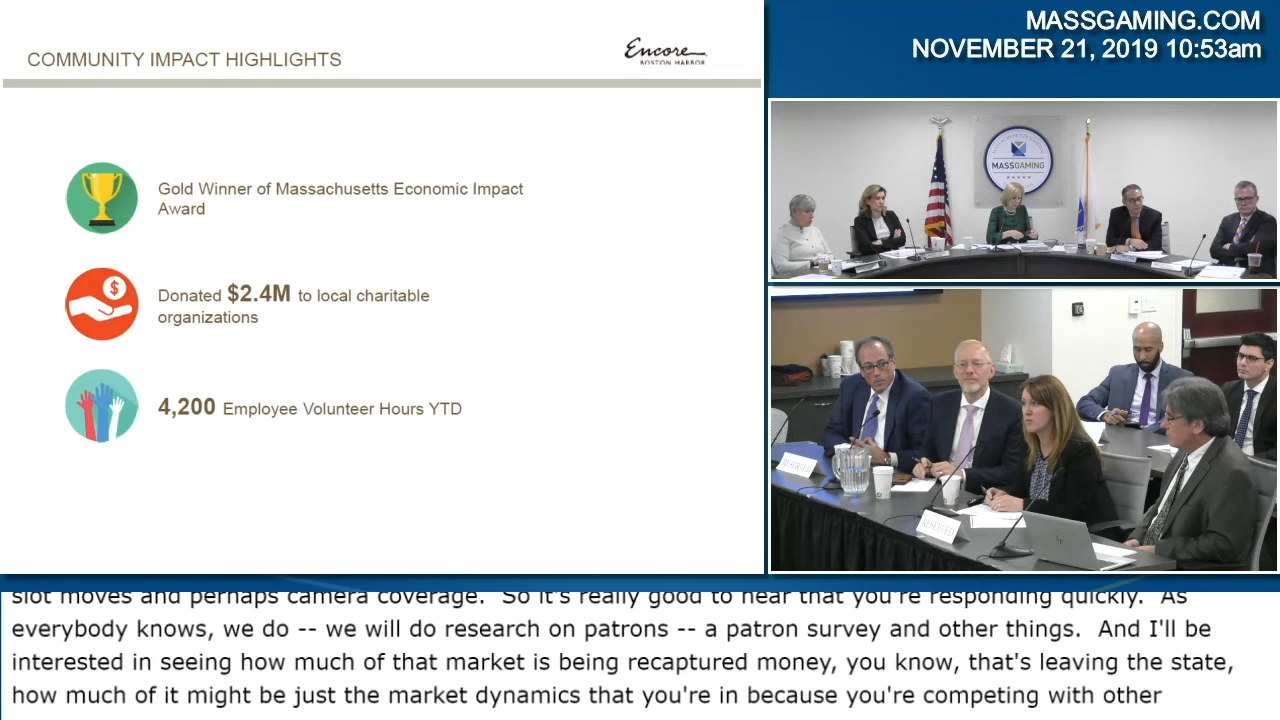 COMMUNITY IMPACT HIGHLIGHTS
Encore
BOSTON HARBOR
Gold Winner of Massachusetts Economic Impact
Award
Donated $2.4M to local charitable
organizations
4,200 Employee Volunteer Hours YTD
MASSGAMING.COM
NOVEMBER 21, 2019 10:53am
MASSGAMING
RESERVED
RESERVED
slot moves and perhaps camera coverage. So it's really good to hear that you're responding quickly. As
everybody knows, we do -- we will do research on patrons -- a patron survey and other things. And I'll be
interested in seeing how much of that market is being recaptured money, you know, that's leaving the state,
how much of it might be just the market dynamics that you're in because you're competing with other